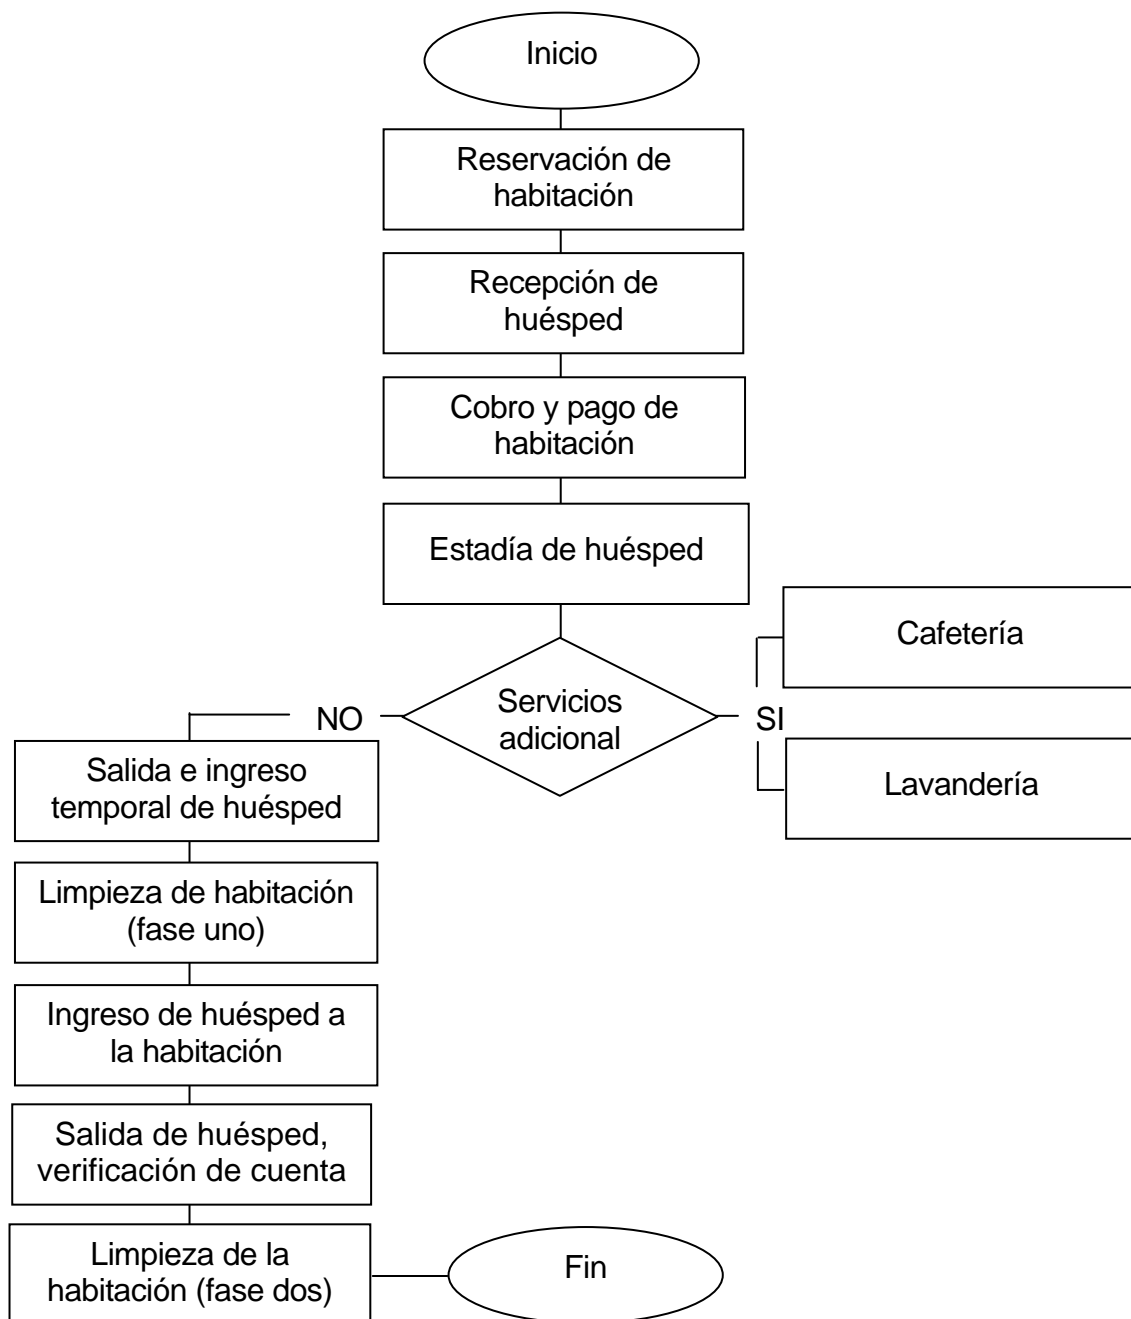 Inicio
Reservación de
habitación
Recepción de
huésped
Cobro y pago de
habitación
Estadía de huésped
Cafetería
Servicios
adicional
NO
SI
Lavandería
Salida e ingreso
temporal de huésped
Limpieza de habitación
(fase uno)
Ingreso de huésped a
la habitación
Salida de huésped,
verificación de cuenta
Limpieza de la
habitación (fase dos)
Fin